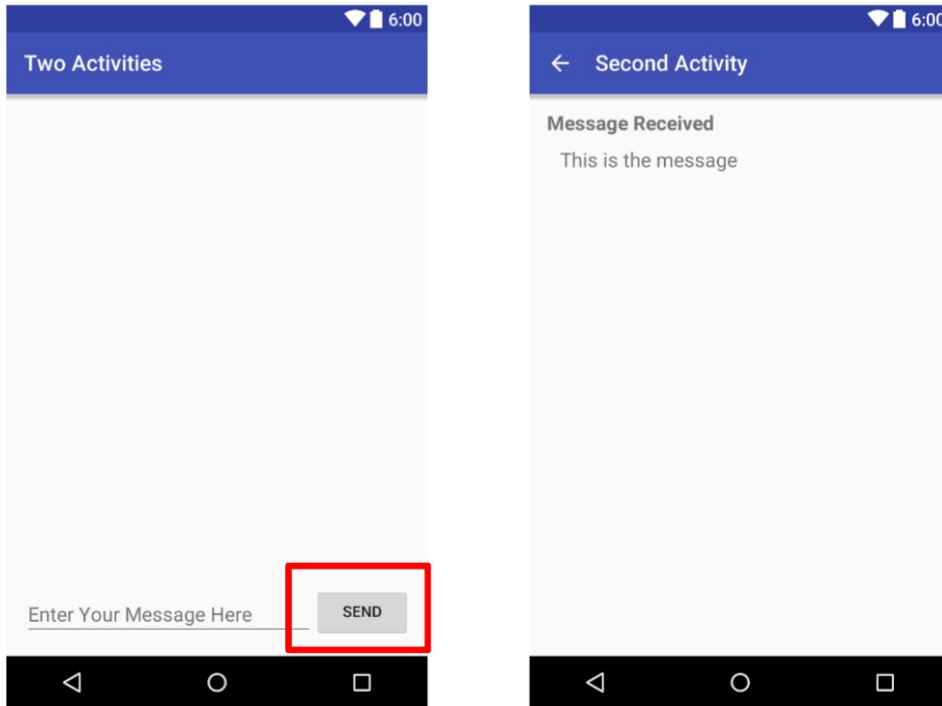 6:00
Two Activities
Enter Your Message Here
SEND
6:00
Second Activity
Message Received
This is the message